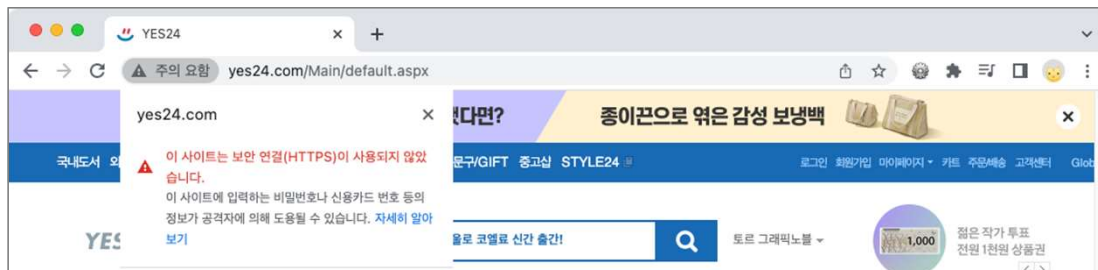 YES24
주의 요함 yes24.com/Main/default.aspx
yes24.com
다면?
종이끈으로 엮은 감성 보냉백
이 사이트는 보안 연결(HTTPS)이 사용되지 않았
습니다.
이 사이트에 입력하는 비밀번호나 신용카드 번호 등의
정보가 공격자에 의해 도용될 수 있습니다. 자세히 알아
보기
국내도서
문구/GIFT 중고샵 STYLE24
로그인 회원가입 마이페이지 카트 주문/배송 고객센터 Glob
YES
울로 코엘료 신간 출간!
토르 그래픽노블
1,000
젊은 작가 투표
전원 1천원 상품권